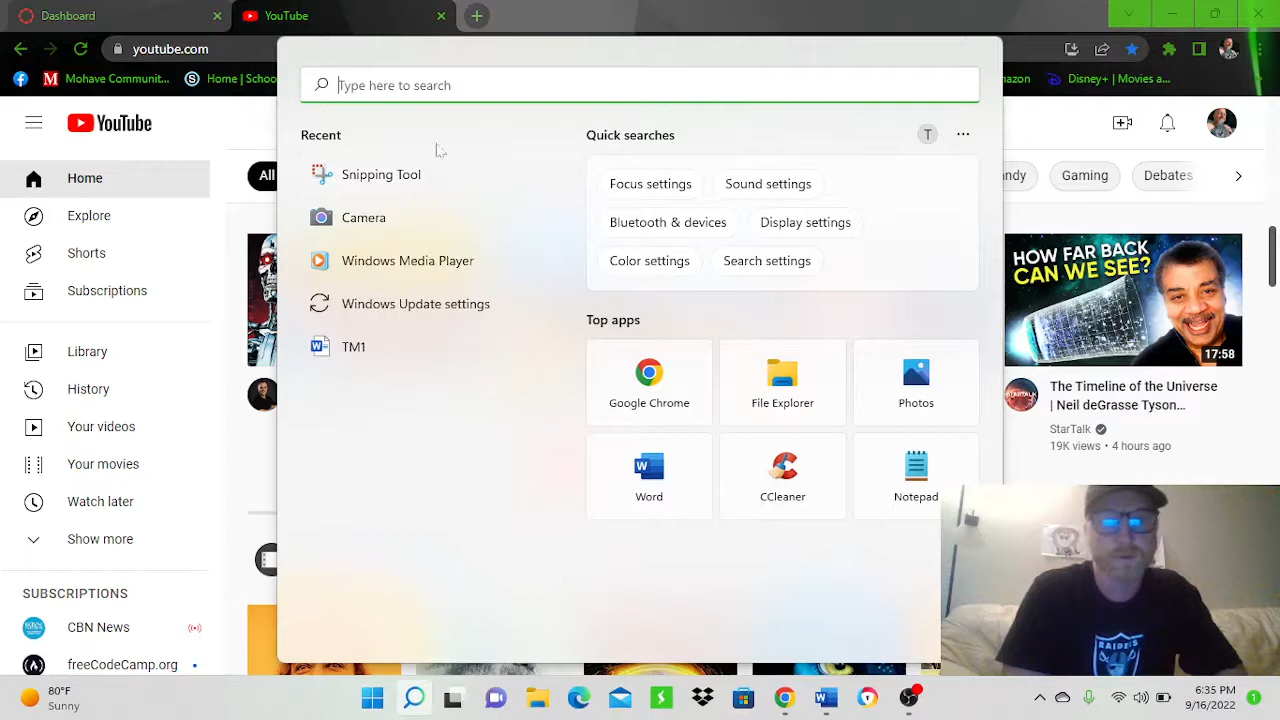 Dashboard
YouTube
youtube.com
Mohave Communit...
Home | Schoo
mazon
Disney+ | Movies a...
Type here to search
YouTube
Recent
Quick searches
T
Snipping Tool
Focus settings
Sound settings
Home
All
ndy
Gaming
Debates
Camera
Bluetooth & devices
Display settings
Explore
Windows Media Player
Color settings
Search settings
Shorts
HOW FAR BACK
CAN WE SEE?
17:58
Subscriptions
Windows Update settings
Top apps
Library
TM1
Google Chrome
File Explorer
Photos
The Timeline of the Universe
| Neil deGrasse Tyson...
STARTALK
StarTalk
19K views • 4 hours ago
History
Your videos
Your movies
Word
CCleaner
Notepad
Watch later
Show more
SUBSCRIPTIONS
CBN News
freeCodeCamp.org
RAIDERS
80°F
Sunny
6:35 PM
9/16/2022
1